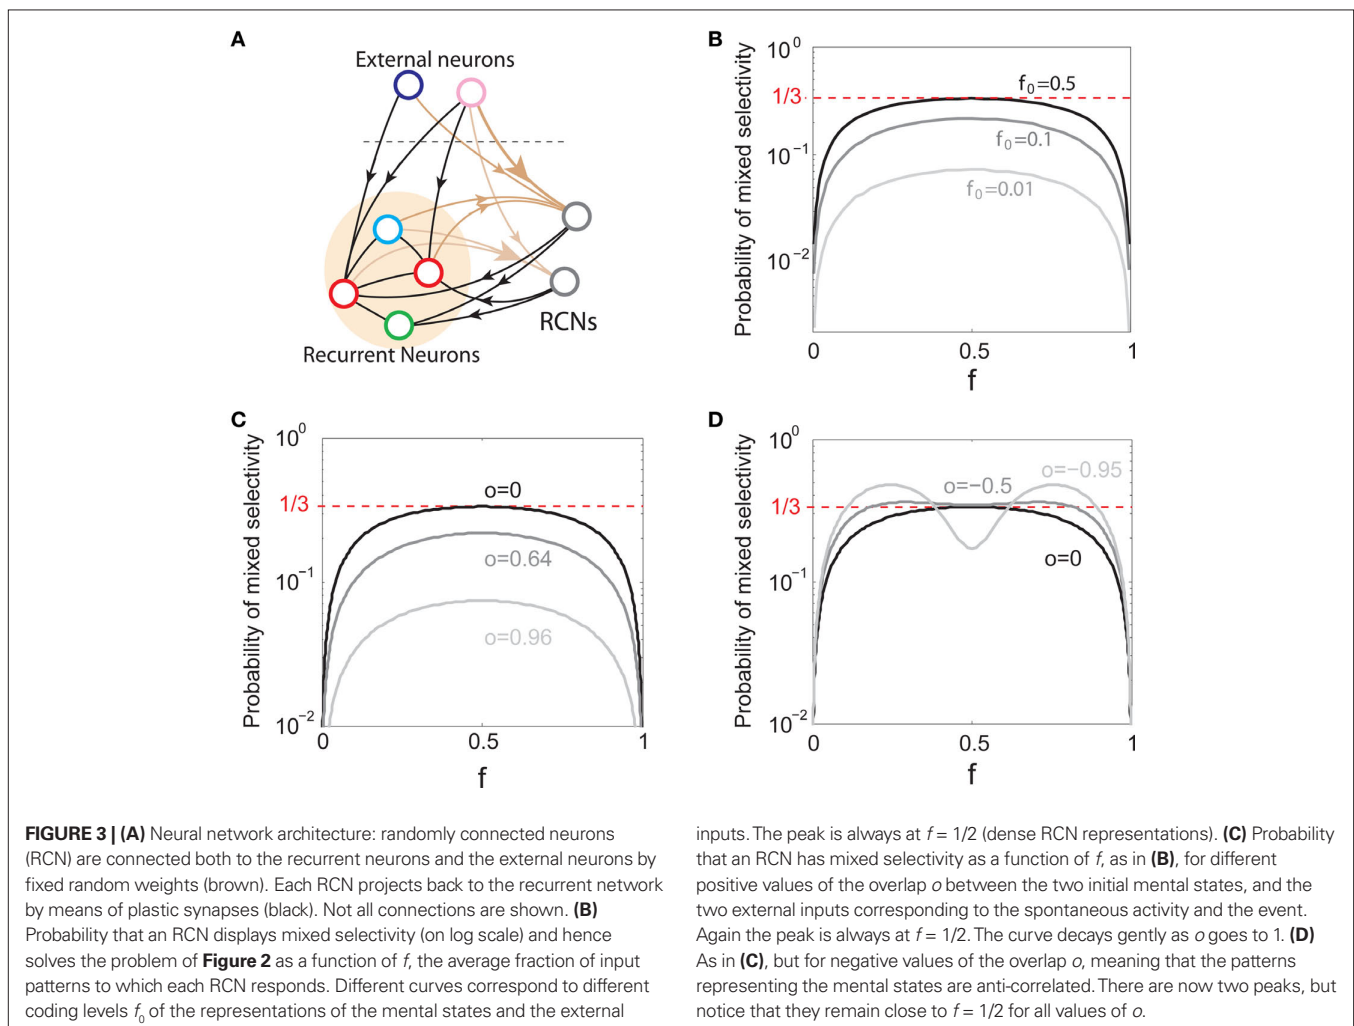 A
External neurons
RCNs
Recurrent Neurons
B
Probability of mixed selectivity
10⁰
1/3
10⁻¹
10⁻²
f₀=0.5
f₀=0.1
f₀=0.01
0
0.5
1
f
C
Probability of mixed selectivity
10⁰
1/3
10⁻¹
10⁻²
o=0
o=0.64
o=0.96
0
0.5
1
f
D
Probability of mixed selectivity
10⁰
1/3
10⁻¹
10⁻²
o=−0.95
o=−0.5
o=0
0
0.5
1
f
FIGURE 3 | (A) Neural network architecture: randomly connected neurons
(RCN) are connected both to the recurrent neurons and the external neurons by
fixed random weights (brown). Each RCN projects back to the recurrent network
by means of plastic synapses (black). Not all connections are shown. (B)
Probability that an RCN displays mixed selectivity (on log scale) and hence
solves the problem of Figure 2 as a function of f, the average fraction of input
patterns to which each RCN responds. Different curves correspond to different
coding levels f₀ of the representations of the mental states and the external
inputs. The peak is always at f = 1/2 (dense RCN representations). (C) Probability
that an RCN has mixed selectivity as a function of f, as in (B), for different
positive values of the overlap o between the two initial mental states, and the
two external inputs corresponding to the spontaneous activity and the event.
Again the peak is always at f = 1/2. The curve decays gently as o goes to 1. (D)
As in (C), but for negative values of the overlap o, meaning that the patterns
representing the mental states are anti-correlated. There are now two peaks, but
notice that they remain close to f = 1/2 for all values of o.